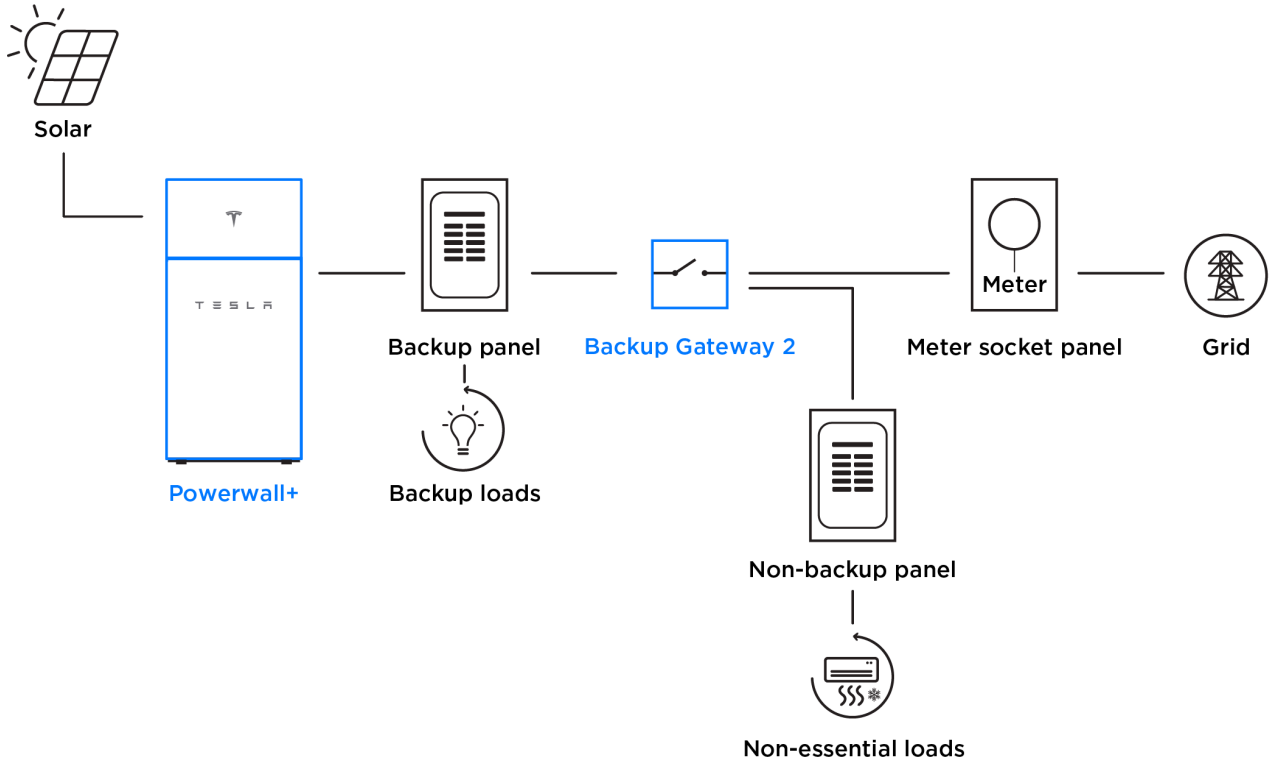 Solar
TESLA
Meter
Backup panel
Backup Gateway 2
Meter socket panel
Grid
Powerwall+
Backup loads
Non-backup panel
Non-essential loads